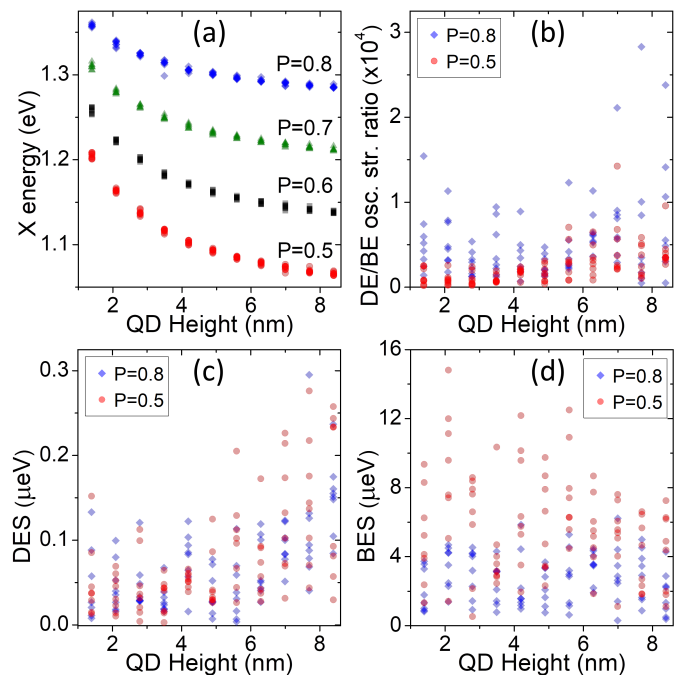 (a)
P=0.8
P=0.7
P=0.6
P=0.5
1.3
1.2
1.1
X energy (eV)
2 4 6 8
QD Height (nm)
(b)
P=0.8
P=0.5
3
2
1
0
DE/BE osc. str. ratio (x10⁴)
2 4 6 8
QD Height (nm)
(c)
P=0.8
P=0.5
0.3
0.2
0.1
0.0
DES (µeV)
2 4 6 8
QD Height (nm)
(d)
P=0.8
P=0.5
16
12
8
4
0
BES (µeV)
2 4 6 8
QD Height (nm)